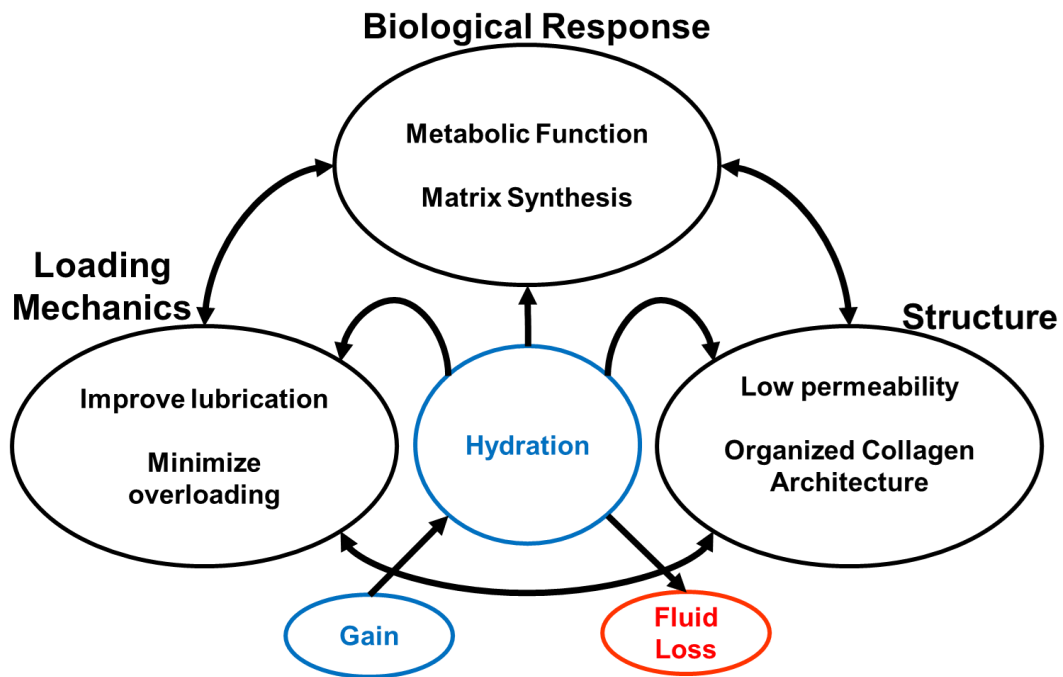 Biological Response
Metabolic Function
Matrix Synthesis
Loading
Mechanics
Improve lubrication
Minimize
overloading
Hydration
Structure
Low permeability
Organized Collagen
Architecture
Gain
Fluid
Loss